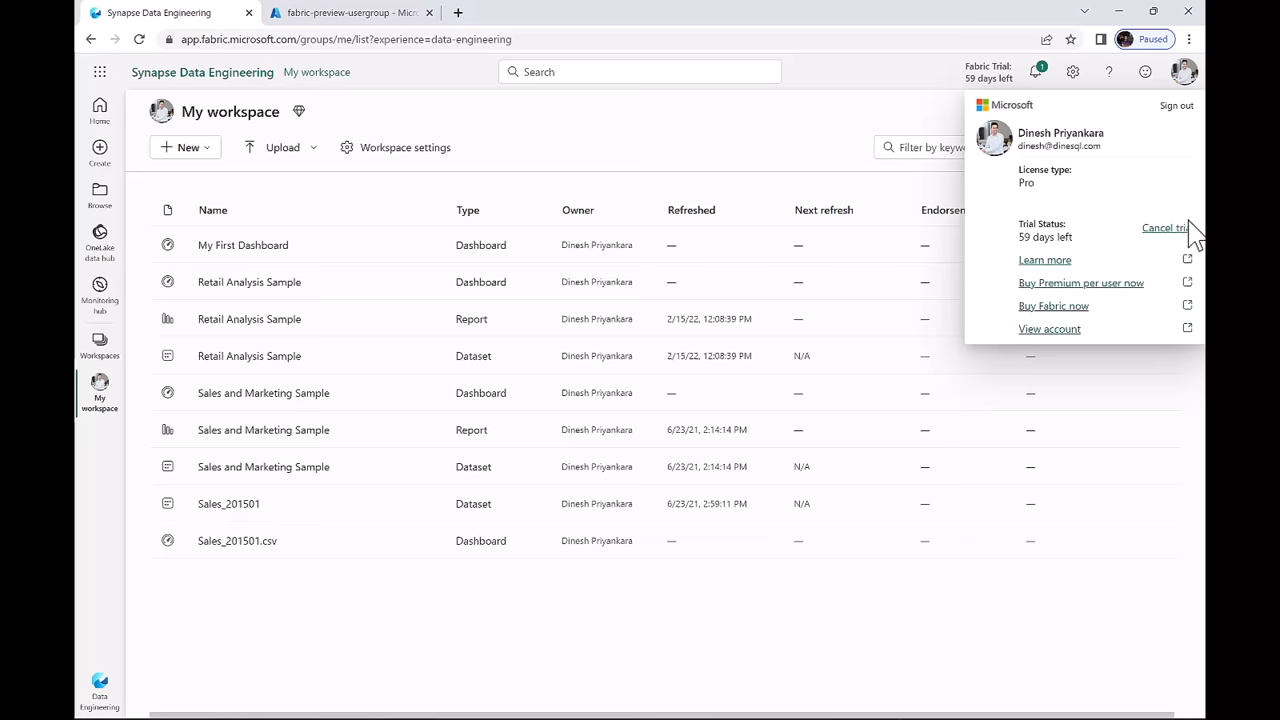 Synapse Data Engineering
fabric-preview-usergroup - Micr
app.fabric.microsoft.com/groups/me/list?experience=data-engineering
Paused
Synapse Data Engineering My workspace
Search
Fabric Trial:
59 days left
1
Home
Create
Browse
OneLake
data hub
Monitoring
hub
Workspaces
My
workspace
Data
Engineering
My workspace
New
Upload
Workspace settings
Filter by keyw
Microsoft
Sign out
Dinesh Priyankara
dinesh@dinesql.com
License type:
Pro
Trial Status:
59 days left
Cancel tri
Learn more
Buy Premium per user now
Buy Fabric now
View account
Name Type Owner Refreshed Next refresh Endorsen
My First Dashboard Dashboard Dinesh Priyankara — — — —
Retail Analysis Sample Dashboard Dinesh Priyankara — — — —
Retail Analysis Sample Report Dinesh Priyankara 2/15/22, 12:08:39 PM —
Retail Analysis Sample Dataset Dinesh Priyankara 2/15/22, 12:08:39 PM N/A — —
Sales and Marketing Sample Dashboard Dinesh Priyankara — — — —
Sales and Marketing Sample Report Dinesh Priyankara 6/23/21, 2:14:14 PM — — —
Sales and Marketing Sample Dataset Dinesh Priyankara 6/23/21, 2:14:14 PM N/A — —
Sales_201501 Dataset Dinesh Priyankara 6/23/21, 2:59:11 PM N/A — —
Sales_201501.csv Dashboard Dinesh Priyankara — — — —